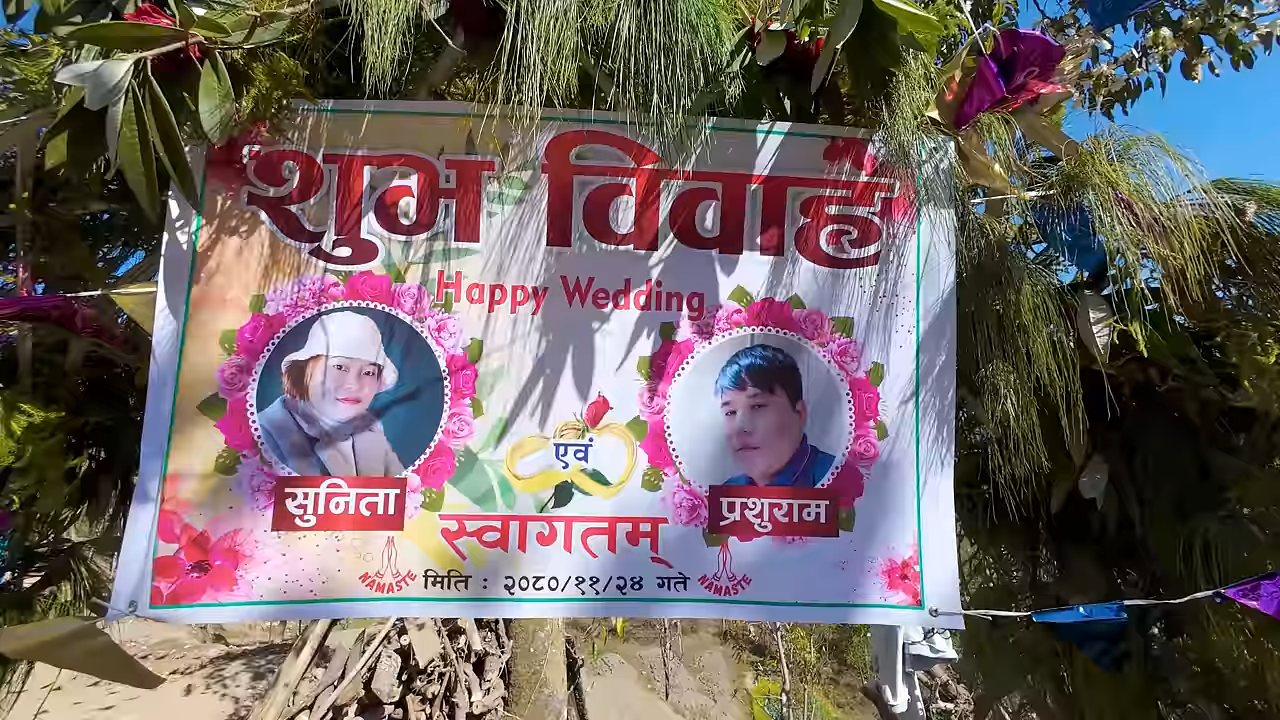 शुभ विवाह
Happy Wedding
एवं
सुनिता
प्रशुराम
स्वागतम्
NAMASTE
मिति : २०८०/११/२४ गते
NAMASTE